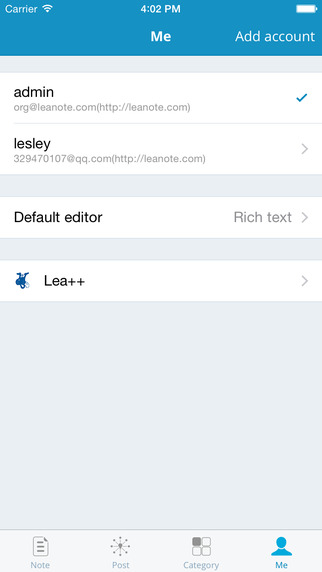 Carrier 4:02 PM
Me Add account
admin
org@leanote.com(http://leanote.com)
lesley
329470107@qq.com(http://leanote.com)
Default editor Rich text
Lea++
Note Post Category Me